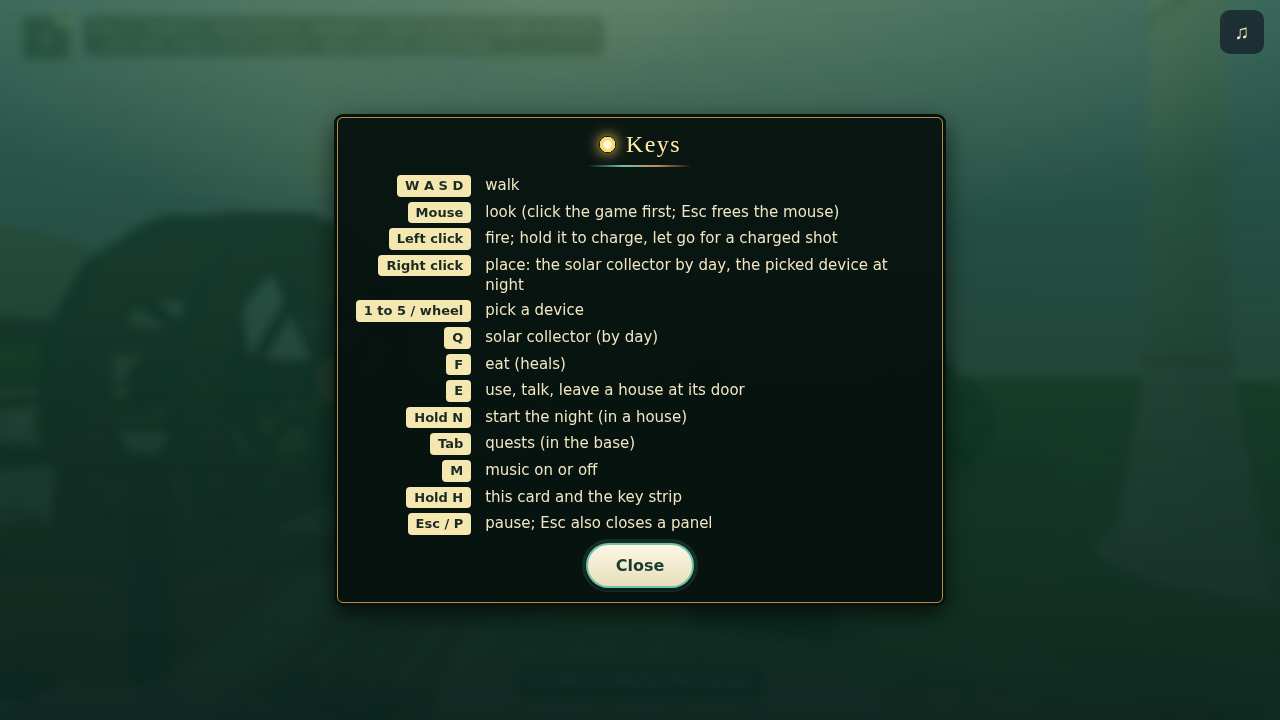 Keys
W A S D walk
Mouse look (click the game first; Esc frees the mouse)
Left click fire; hold it to charge, let go for a charged shot
Right click place: the solar collector by day, the picked device at
night
1 to 5 / wheel pick a device
Q solar collector (by day)
F eat (heals)
E use, talk, leave a house at its door
Hold N start the night (in a house)
Tab quests (in the base)
M music on or off
Hold H this card and the key strip
Esc / P pause; Esc also closes a panel
Close